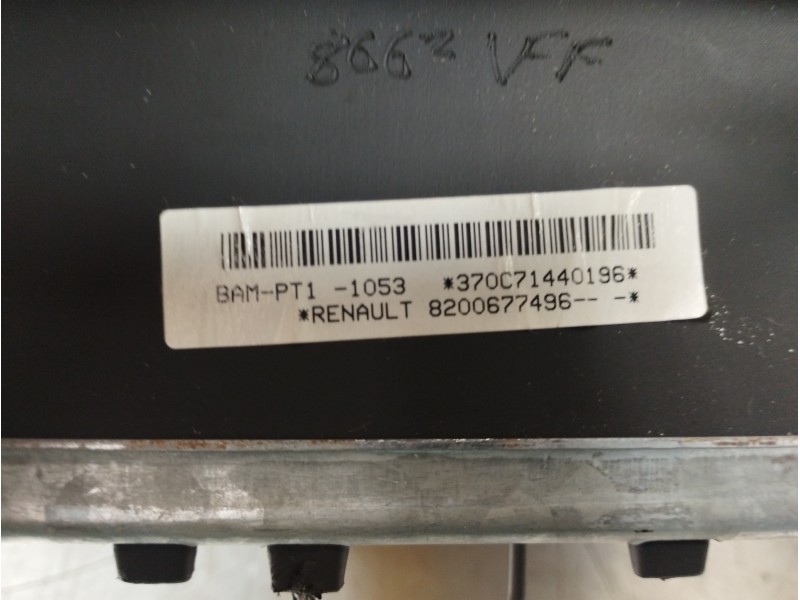 8662 VFF
BAM-PT1 -1053 *370C71440196*
*RENAULT 8200677496-- -*